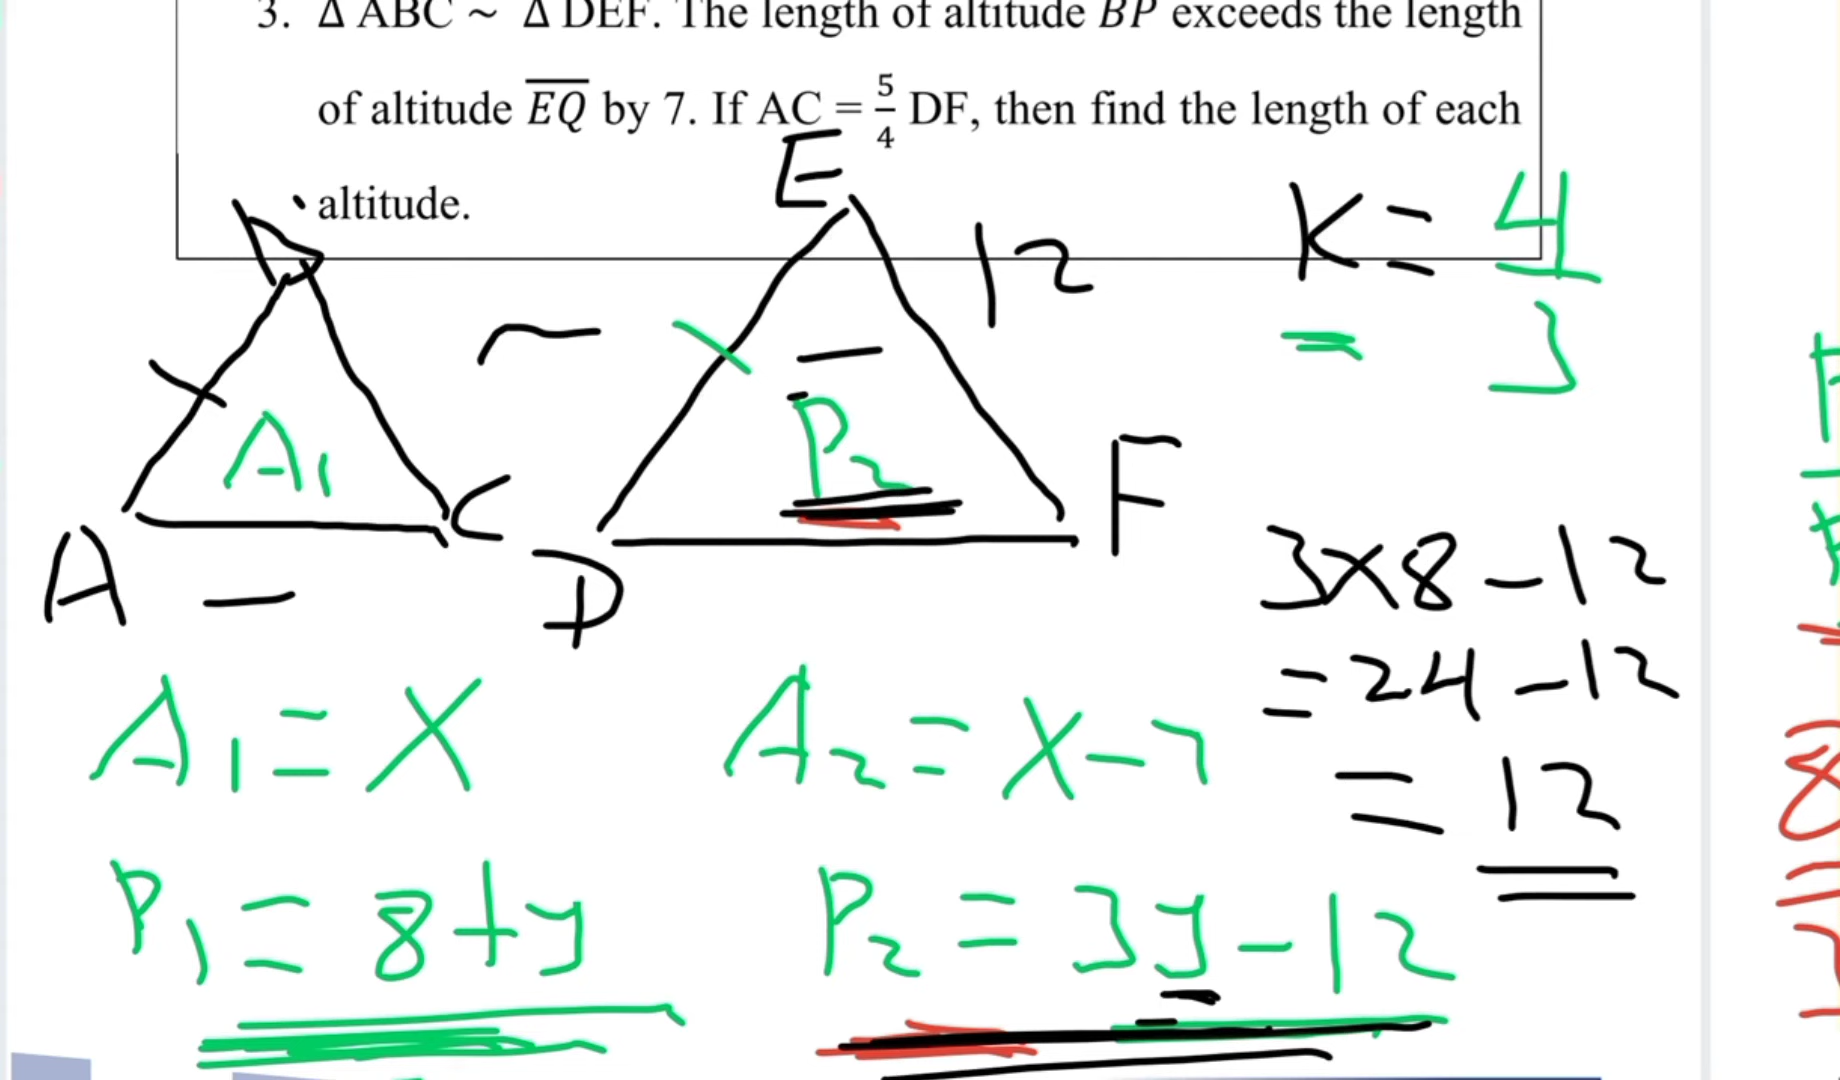 3. Δ ABC ~ Δ DEF. The length of altitude BP exceeds the length
of altitude EQ by 7. If AC = 5/4 DF, then find the length of each
altitude.
E
12
K = 4/3
=
~
A1
P2
C
F
A
D
3×8-12
=24-12
=12
A1=X
A2=X-7
P1=8+y
P2=3y-12
8